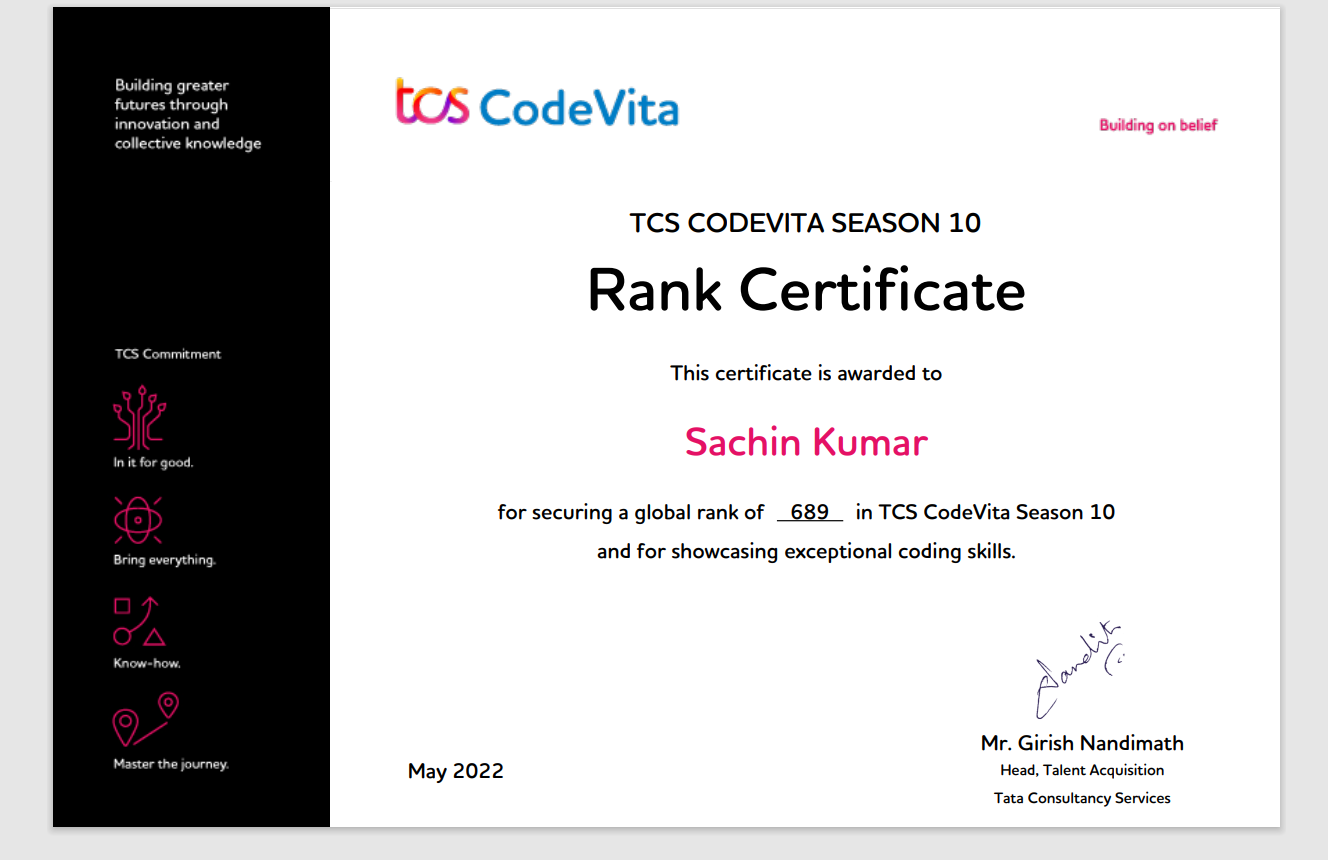 Building greater
futures through
innovation and
collective knowledge
TCS Commitment
In it for good.
Bring everything.
Know-how.
Master the journey.
tcs CodeVita
Building on belief
TCS CODEVITA SEASON 10
Rank Certificate
This certificate is awarded to
Sachin Kumar
for securing a global rank of 689 in TCS CodeVita Season 10
and for showcasing exceptional coding skills.
May 2022
Mr. Girish Nandimath
Head, Talent Acquisition
Tata Consultancy Services